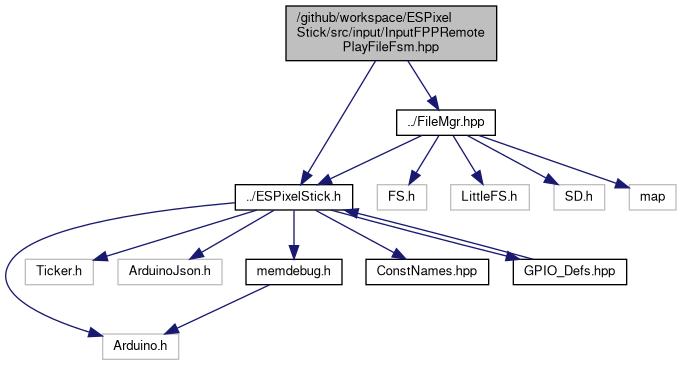 /github/workspace/ESPixel
Stick/src/input/InputFPPRemote
PlayFileFsm.hpp
../FileMgr.hpp
../ESPixelStick.h
FS.h
LittleFS.h
SD.h
map
Ticker.h
ArduinoJson.h
memdebug.h
ConstNames.hpp
GPIO_Defs.hpp
Arduino.h